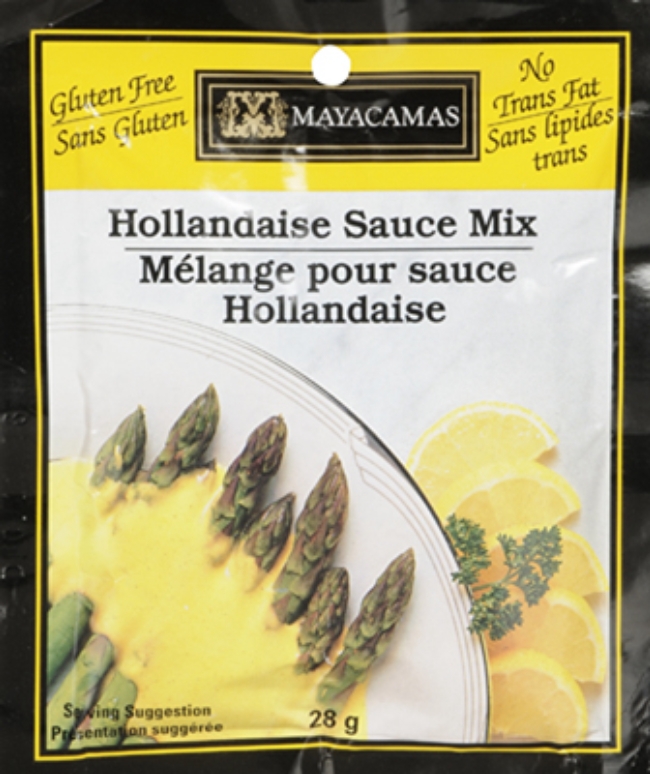 Gluten Free
Sans Gluten
MAYACAMAS
No
Trans Fat
Sans lipides
trans
Hollandaise Sauce Mix
Mélange pour sauce
Hollandaise
Serving Suggestion
Présentation suggérée
28 g